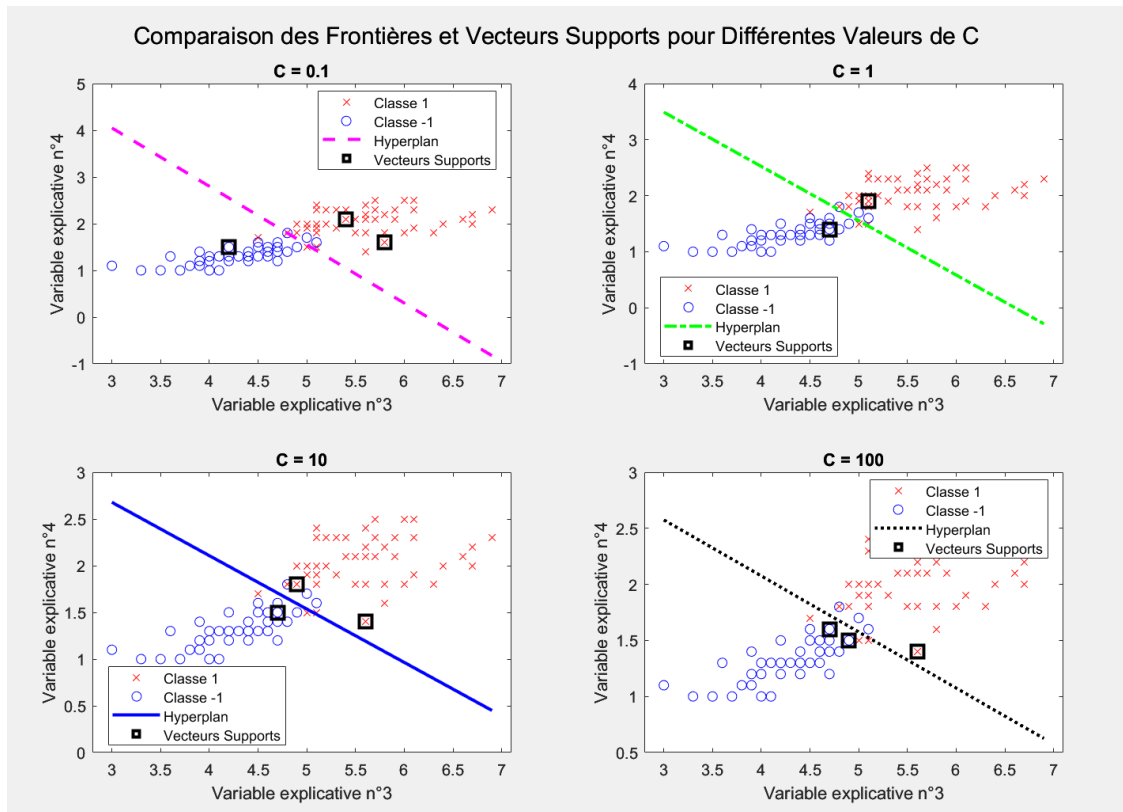 Comparaison des Frontières et Vecteurs Supports pour Différentes Valeurs de C
C = 0.1
5
4
3
2
1
0
-1
Variable explicative n°4
Classe 1
Classe -1
Hyperplan
Vecteurs Supports
3
3.5
4
4.5
5
5.5
6
6.5
7
Variable explicative n°3
C = 1
4
3
2
1
0
-1
Variable explicative n°4
Classe 1
Classe -1
Hyperplan
Vecteurs Supports
3
3.5
4
4.5
5
5.5
6
6.5
7
Variable explicative n°3
C = 10
3
2.5
2
1.5
1
0.5
0
Variable explicative n°4
Classe 1
Classe -1
Hyperplan
Vecteurs Supports
3
3.5
4
4.5
5
5.5
6
6.5
7
Variable explicative n°3
C = 100
3
2.5
2
1.5
1
0.5
Variable explicative n°4
Classe 1
Classe -1
Hyperplan
Vecteurs Supports
3
3.5
4
4.5
5
5.5
6
6.5
7
Variable explicative n°3